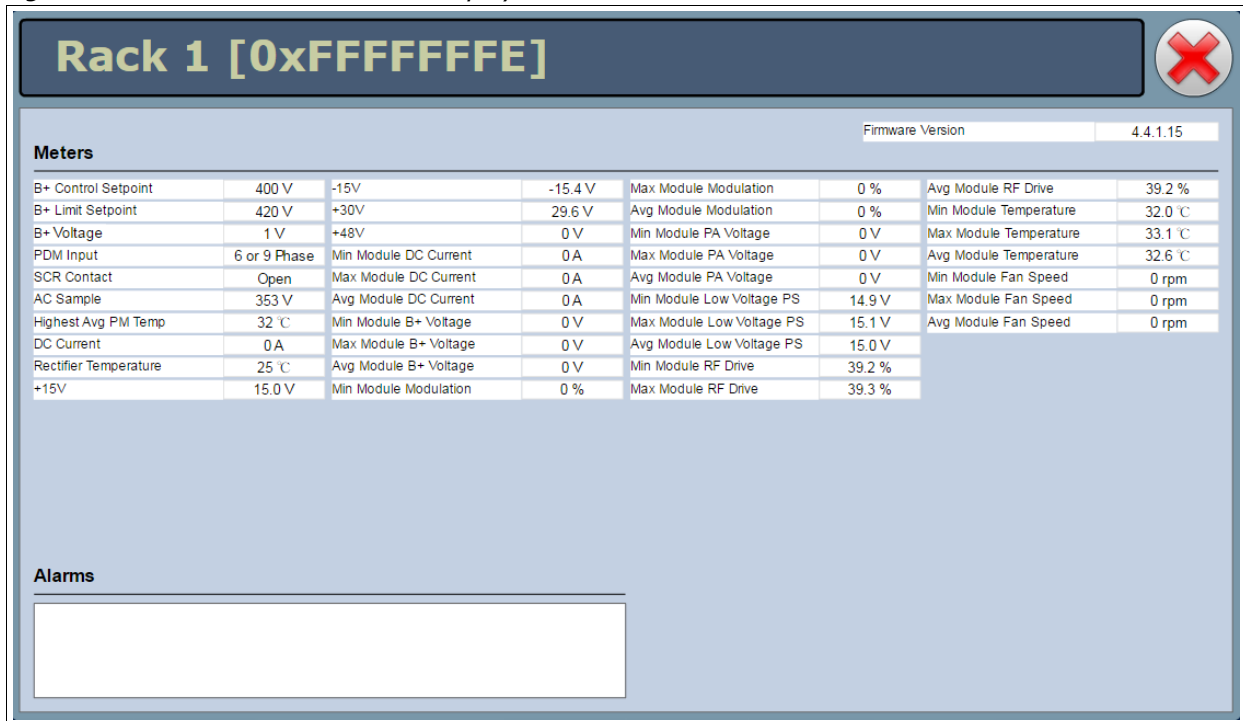 Rack 1 [0xFFFFFFFE]
Firmware Version 4.4.1.15
Meters
B+ Control Setpoint 400 V -15V -15.4 V Max Module Modulation 0 % Avg Module RF Drive 39.2 %
B+ Limit Setpoint 420 V +30V 29.6 V Avg Module Modulation 0 % Min Module Temperature 32.0 ℃
B+ Voltage 1 V +48V 0 V Min Module PA Voltage 0 V Max Module Temperature 33.1 ℃
PDM Input 6 or 9 Phase Min Module DC Current 0 A Max Module PA Voltage 0 V Avg Module Temperature 32.6 ℃
SCR Contact Open Max Module DC Current 0 A Avg Module PA Voltage 0 V Min Module Fan Speed 0 rpm
AC Sample 353 V Avg Module DC Current 0 A Min Module Low Voltage PS 14.9 V Max Module Fan Speed 0 rpm
Highest Avg PM Temp 32 ℃ Min Module B+ Voltage 0 V Max Module Low Voltage PS 15.1 V Avg Module Fan Speed 0 rpm
DC Current 0 A Max Module B+ Voltage 0 V Avg Module Low Voltage PS 15.0 V
Rectifier Temperature 25 ℃ Avg Module B+ Voltage 0 V Min Module RF Drive 39.2 %
+15V 15.0 V Min Module Modulation 0 % Max Module RF Drive 39.3 %
Alarms